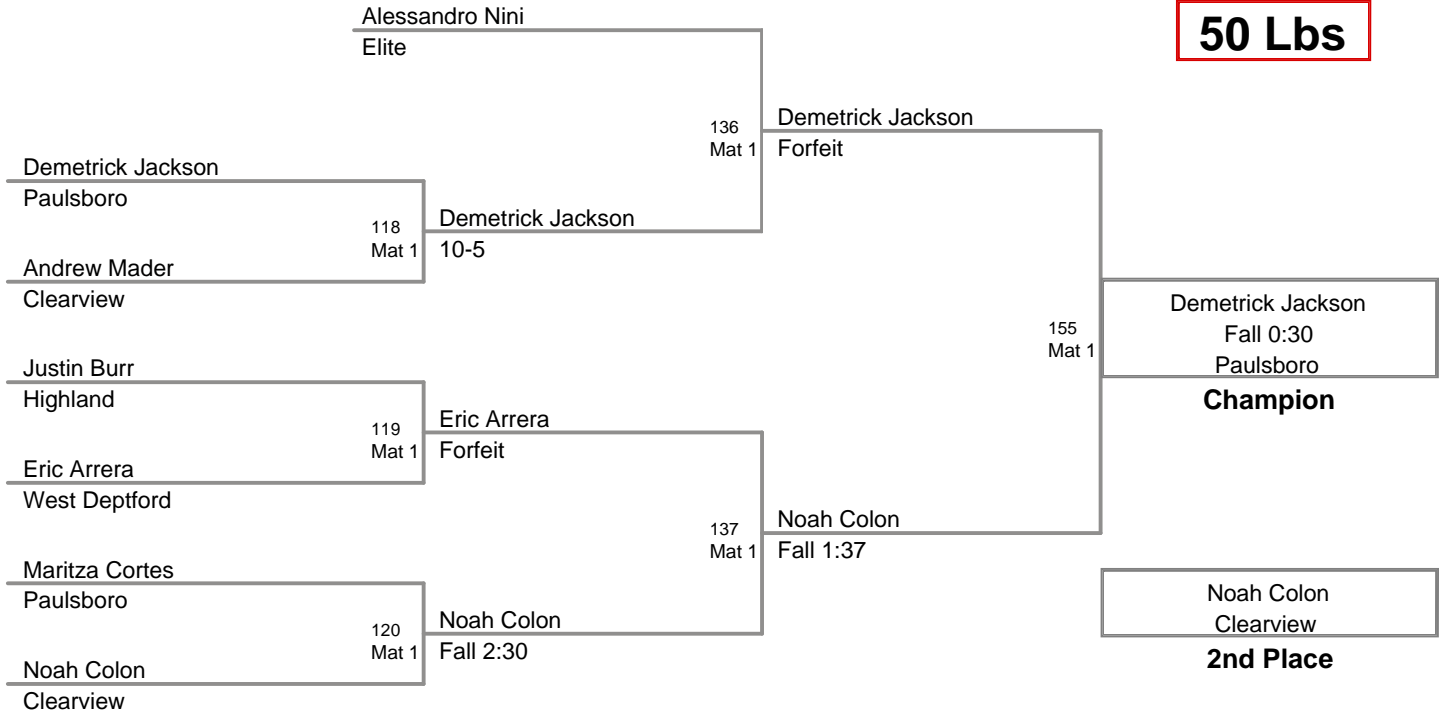 Alessandro Nini
Elite
50 Lbs
136
Mat 1
Demetrick Jackson
Forfeit
Demetrick Jackson
Paulsboro
118
Mat 1
Demetrick Jackson
10-5
Andrew Mader
Clearview
155
Mat 1
Demetrick Jackson
Fall 0:30
Paulsboro
Champion
Justin Burr
Highland
119
Mat 1
Eric Arrera
Forfeit
Eric Arrera
West Deptford
137
Mat 1
Noah Colon
Fall 1:37
Maritza Cortes
Paulsboro
120
Mat 1
Noah Colon
Fall 2:30
Noah Colon
Clearview
Noah Colon
Clearview
2nd Place